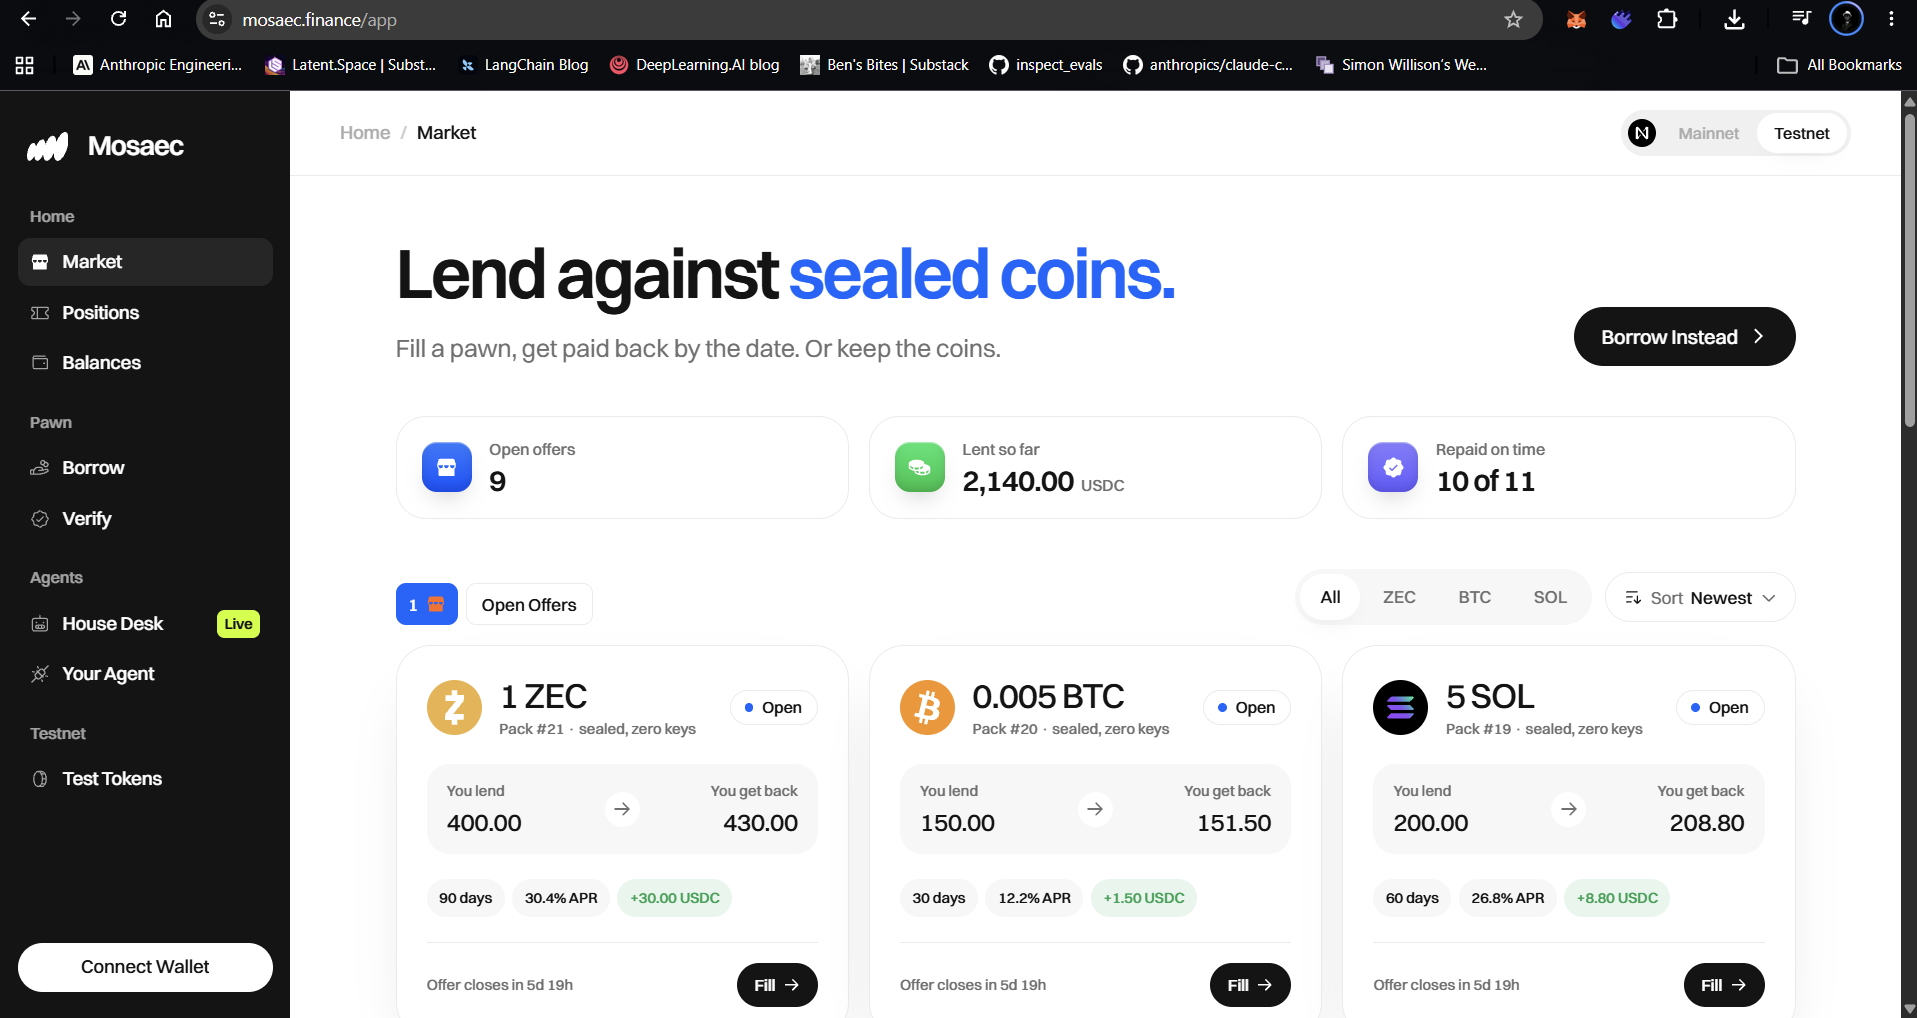 mosaec.finance/app
Anthropic Engineeri...
Latent.Space | Subst...
LangChain Blog
DeepLearning.AI blog
Ben's Bites | Substack
inspect_evals
anthropics/claude-c...
Simon Willison's We...
All Bookmarks
Mosaec
Home
Market
Positions
Balances
Pawn
Borrow
Verify
Agents
House Desk Live
Your Agent
Testnet
Test Tokens
Connect Wallet
Home / Market
Mainnet Testnet
Lend against sealed coins.
Fill a pawn, get paid back by the date. Or keep the coins.
Borrow Instead
Open offers
9
Lent so far
2,140.00 USDC
Repaid on time
10 of 11
1 Open Offers
All ZEC BTC SOL
Sort Newest
1 ZEC
Open
Pack #21 · sealed, zero keys
You lend You get back
400.00 430.00
90 days 30.4% APR +30.00 USDC
Offer closes in 5d 19h
Fill
0.005 BTC
Open
Pack #20 · sealed, zero keys
You lend You get back
150.00 151.50
30 days 12.2% APR +1.50 USDC
Offer closes in 5d 19h
Fill
5 SOL
Open
Pack #19 · sealed, zero keys
You lend You get back
200.00 208.80
60 days 26.8% APR +8.80 USDC
Offer closes in 5d 19h
Fill